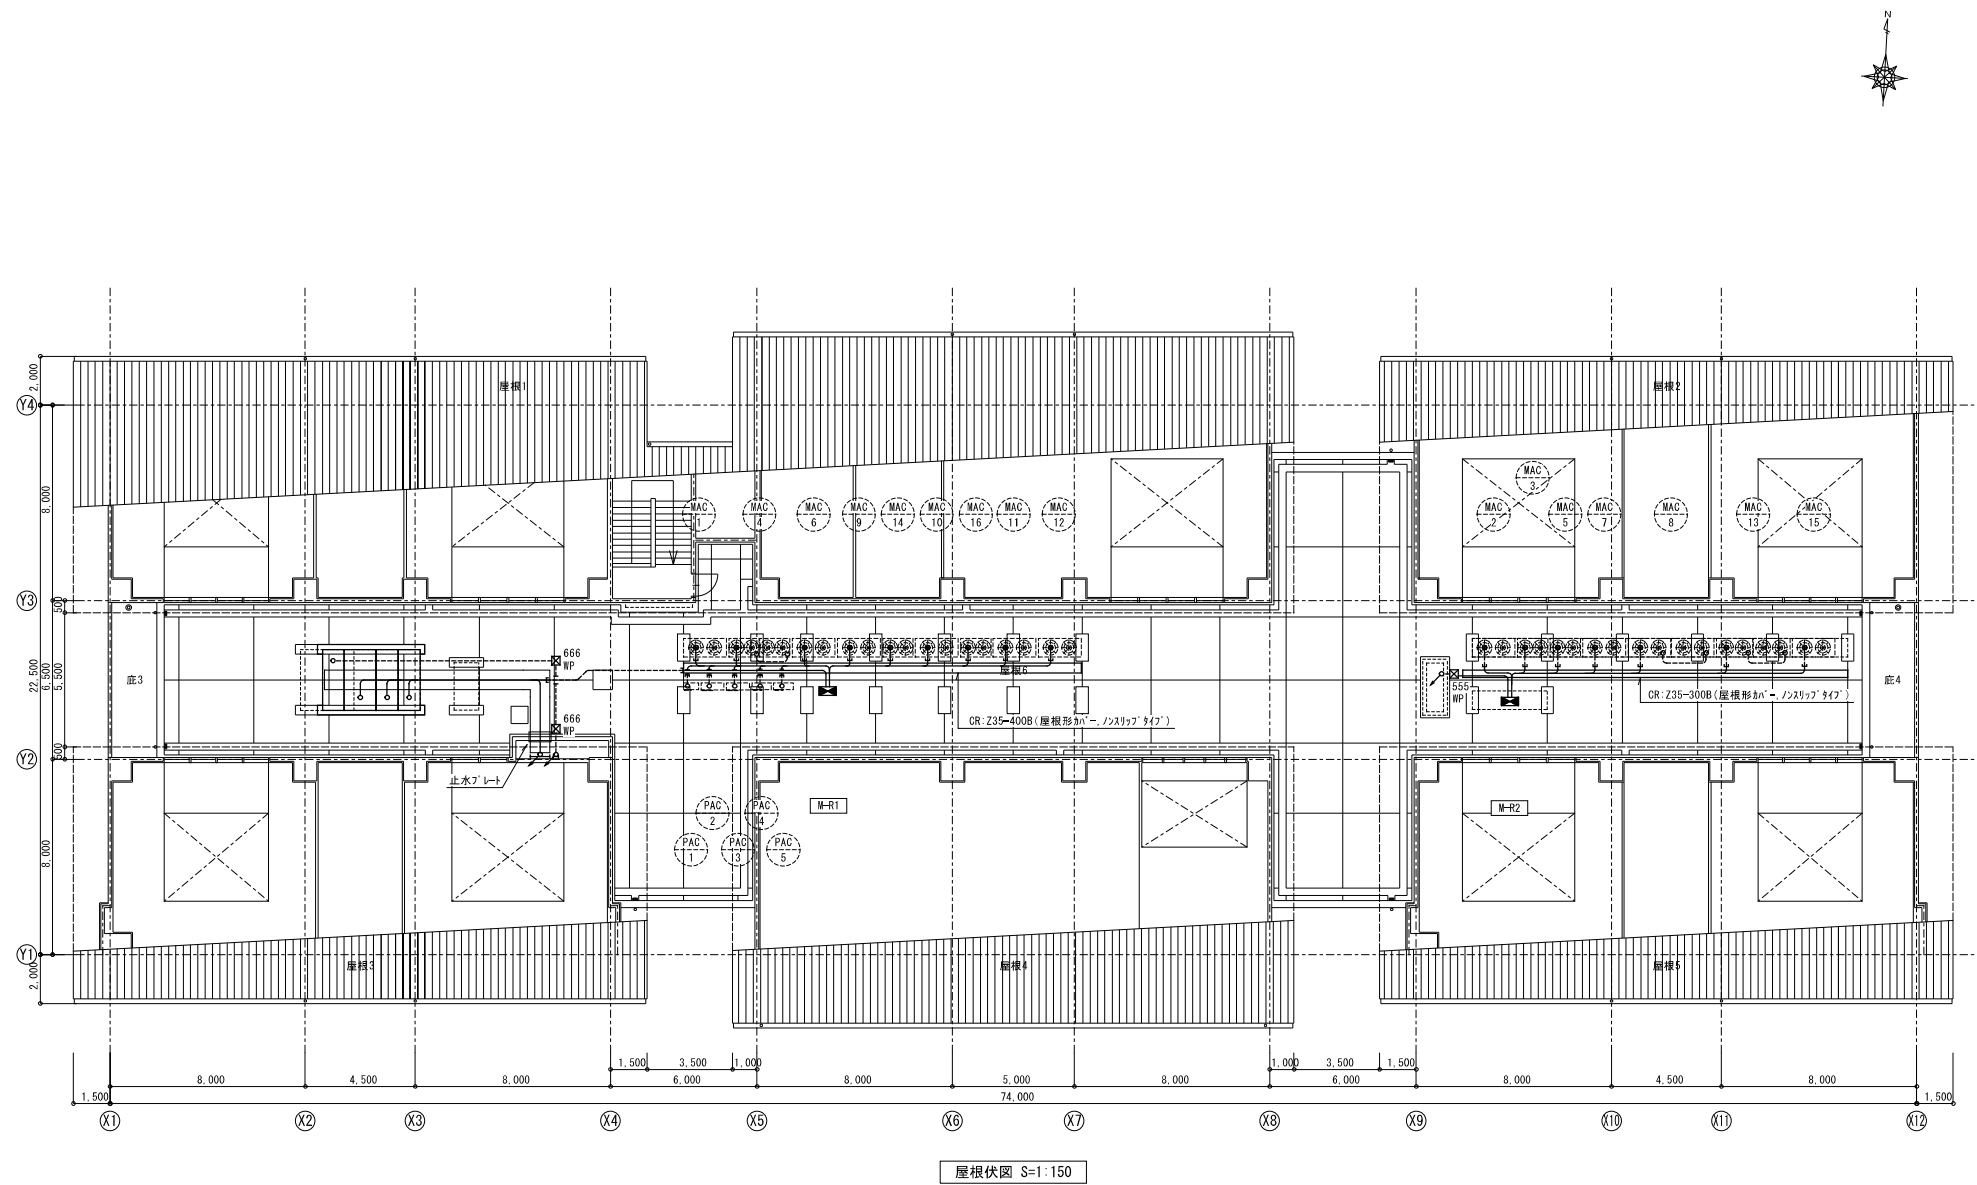 N
屋根1
屋根2
2,000
Y4
8,000
MAC 3
MAC 1
MAC 4
MAC 6
MAC 9
MAC 14
MAC 10
MAC 16
MAC 11
MAC 12
MAC 2
MAC 5
MAC 7
MAC 8
MAC 13
MAC 15
Y3
500
22,500
6,500
5,500
庇3
666
WP
屋根6
555
WP
CR:Z35-300B(屋根形ｶﾊﾞｰ,ﾉﾝｽﾘｯﾌﾟﾀｲﾌﾟ)
庇4
666
WP
CR:Z35-400B(屋根形ｶﾊﾞｰ,ﾉﾝｽﾘｯﾌﾟﾀｲﾌﾟ)
500
Y2
止水ﾌﾟﾚｰﾄ
8,000
PAC 2
PAC 4
M-R1
M-R2
PAC 1
PAC 3
PAC 5
Y1
2,000
屋根3
屋根4
屋根5
1,500
3,500
1,000
1,000
3,500
1,500
8,000
4,500
8,000
6,000
8,000
5,000
8,000
6,000
8,000
4,500
8,000
1,500
74,000
1,500
X1
X2
X3
X4
X5
X6
X7
X8
X9
X10
X11
X12
屋根伏図 S=1:150